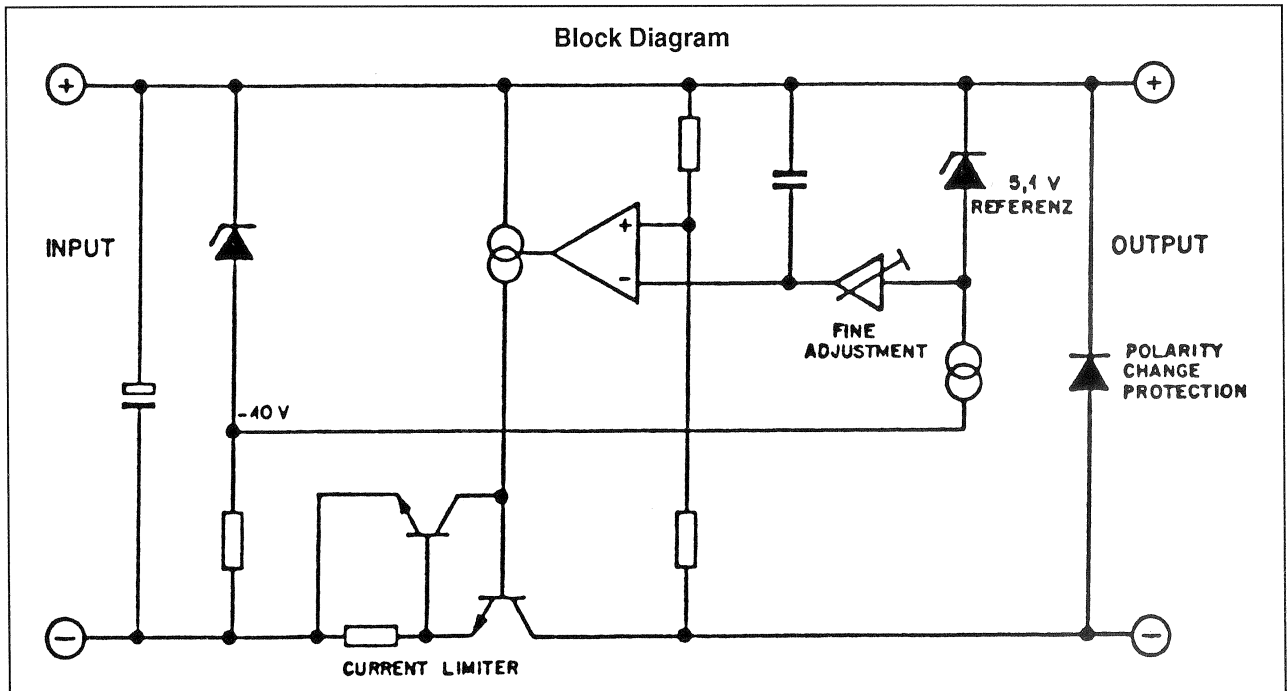 Block Diagram
+
+
INPUT
5,1 V
REFERENZ
OUTPUT
+
-
FINE
ADJUSTMENT
POLARITY
CHANGE
PROTECTION
-10 V
CURRENT LIMITER
-
-